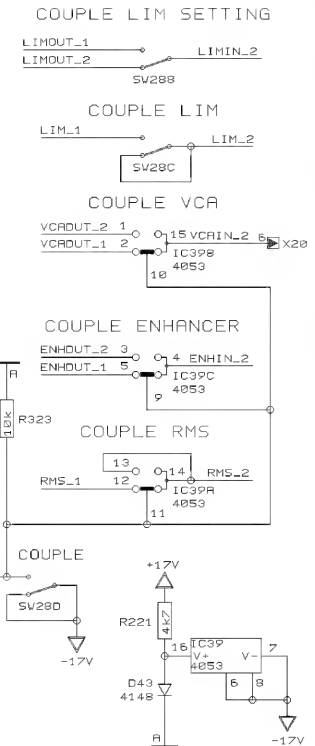 COUPLE LIM SETTING
LIMOUT_1
LIMOUT_2
LIMIN_2
SW28B
COUPLE LIM
LIM_1
LIM_2
SW28C
COUPLE VCA
VCAOUT_2 1
VCAOUT_1 2
15 VCAIN_2 6
X20
IC39B
4053
10
COUPLE ENHANCER
ENHOUT_2 3
ENHOUT_1 5
4 ENHIN_2
IC39C
4053
9
A
10k
R323
COUPLE RMS
13
RMS_1 12
14 RMS_2
IC39A
4053
11
COUPLE
SW28D
-17V
+17V
R221
4k7
16
IC39
V+ V-
4053
7
6 8
D43
4148
A
-17V